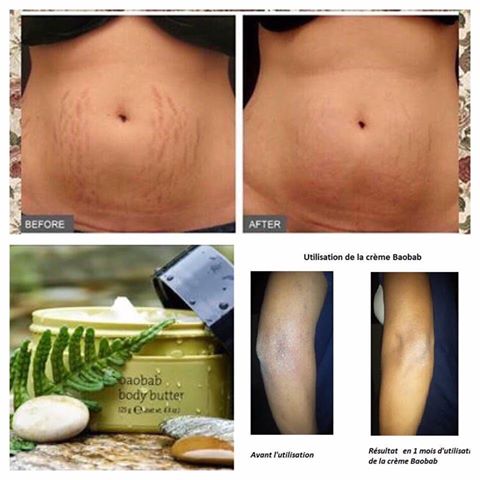 BEFORE
AFTER
Utilisation de la crème Baobab
baobab
body butter
Avant l'utilisation
Résultat en 1 mois d'utilisat
de la crème Baobab